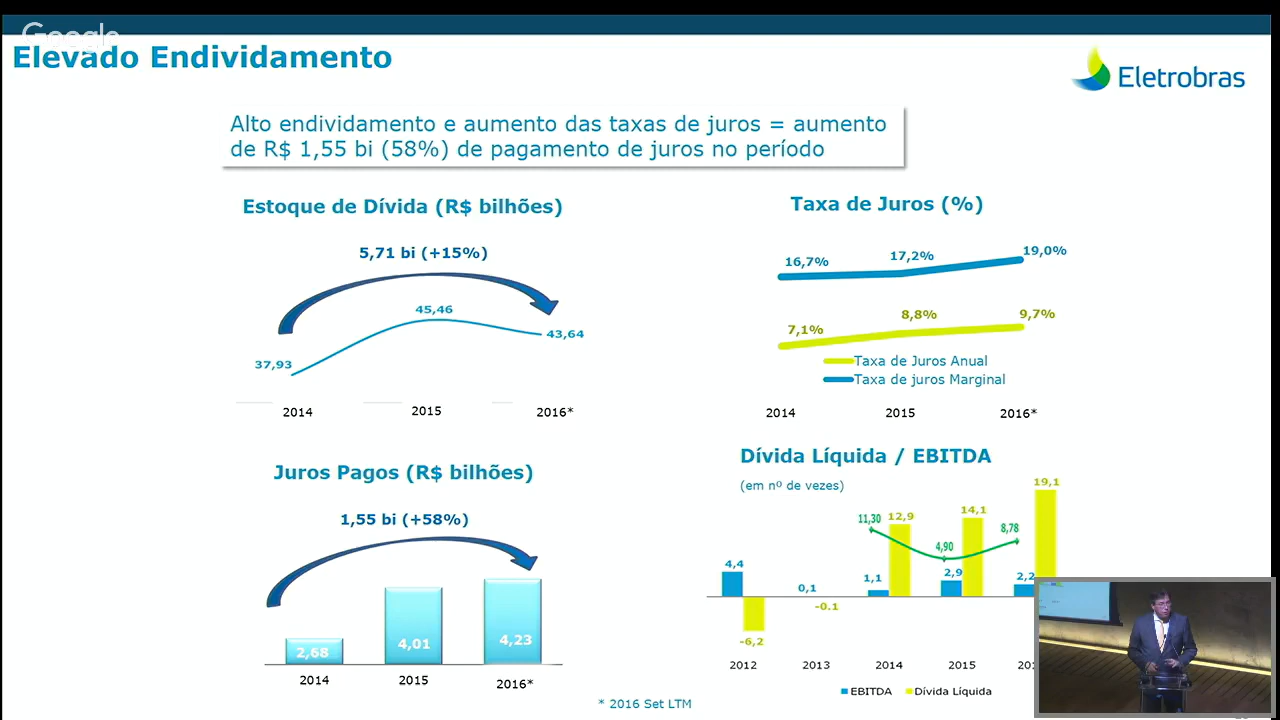 Google
Elevado Endividamento
Eletrobras
Alto endividamento e aumento das taxas de juros = aumento
de R$ 1,55 bi (58%) de pagamento de juros no período
Estoque de Dívida (R$ bilhões)
5,71 bi (+15%)
45,46
43,64
37,93
2014
2015
2016*
Taxa de Juros (%)
16,7%
17,2%
19,0%
7,1%
8,8%
9,7%
Taxa de Juros Anual
Taxa de juros Marginal
2014
2015
2016*
Juros Pagos (R$ bilhões)
1,55 bi (+58%)
2,68
4,01
4,23
2014
2015
2016*
Dívida Líquida / EBITDA
(em nº de vezes)
19,1
11,30
12,9
14,1
4,90
8,78
4,4
0,1
1,1
2,9
2,2
-0.1
-6,2
2012
2013
2014
2015
EBITDA
Dívida Líquida
* 2016 Set LTM